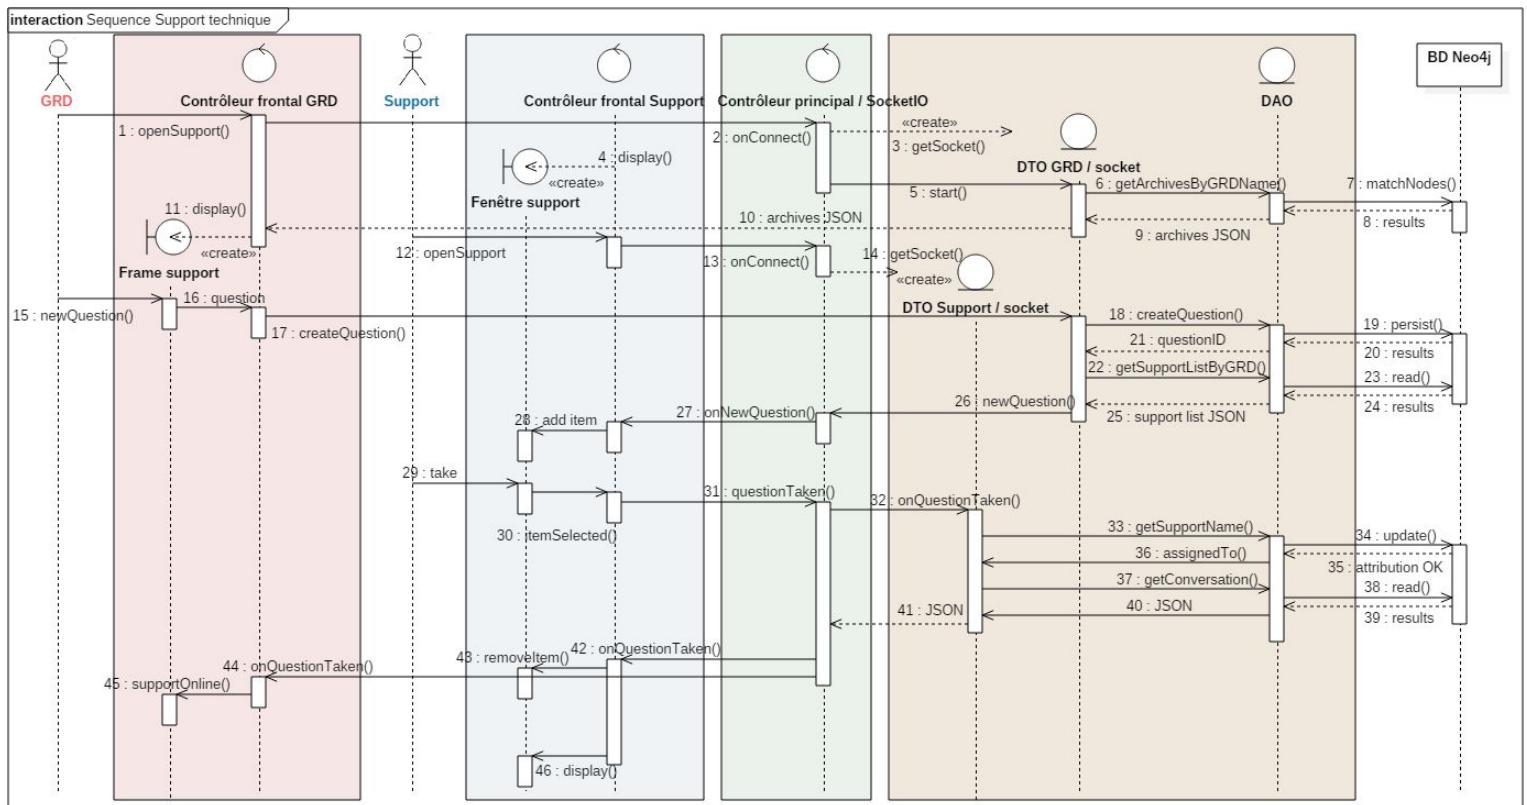 interaction Sequence Support technique
GRD
Contrôleur frontal GRD
Support
Contrôleur frontal Support
Contrôleur principal / SocketIO
DAO
BD Neo4j
1 : openSupport()
2 : onConnect()
«create»
3 : getSocket()
DTO GRD / socket
4 : display()
«create»
Fenêtre support
5 : start()
6 : getArchivesByGRDName()
7 : matchNodes()
8 : results
9 : archives JSON
10 : archives JSON
11 : display()
«create»
Frame support
12 : openSupport
13 : onConnect()
14 : getSocket()
«create»
DTO Support / socket
15 : newQuestion()
16 : question
17 : createQuestion()
18 : createQuestion()
19 : persist()
20 : results
21 : questionID
22 : getSupportListByGRD()
23 : read()
24 : results
25 : support list JSON
26 : newQuestion()
27 : onNewQuestion()
28 : add item
29 : take
30 : itemSelected()
31 : questionTaken()
32 : onQuestionTaken()
33 : getSupportName()
34 : update()
35 : attribution OK
36 : assignedTo()
37 : getConversation()
38 : read()
39 : results
40 : JSON
41 : JSON
42 : onQuestionTaken()
43 : removeItem()
44 : onQuestionTaken()
45 : supportOnline()
46 : display()